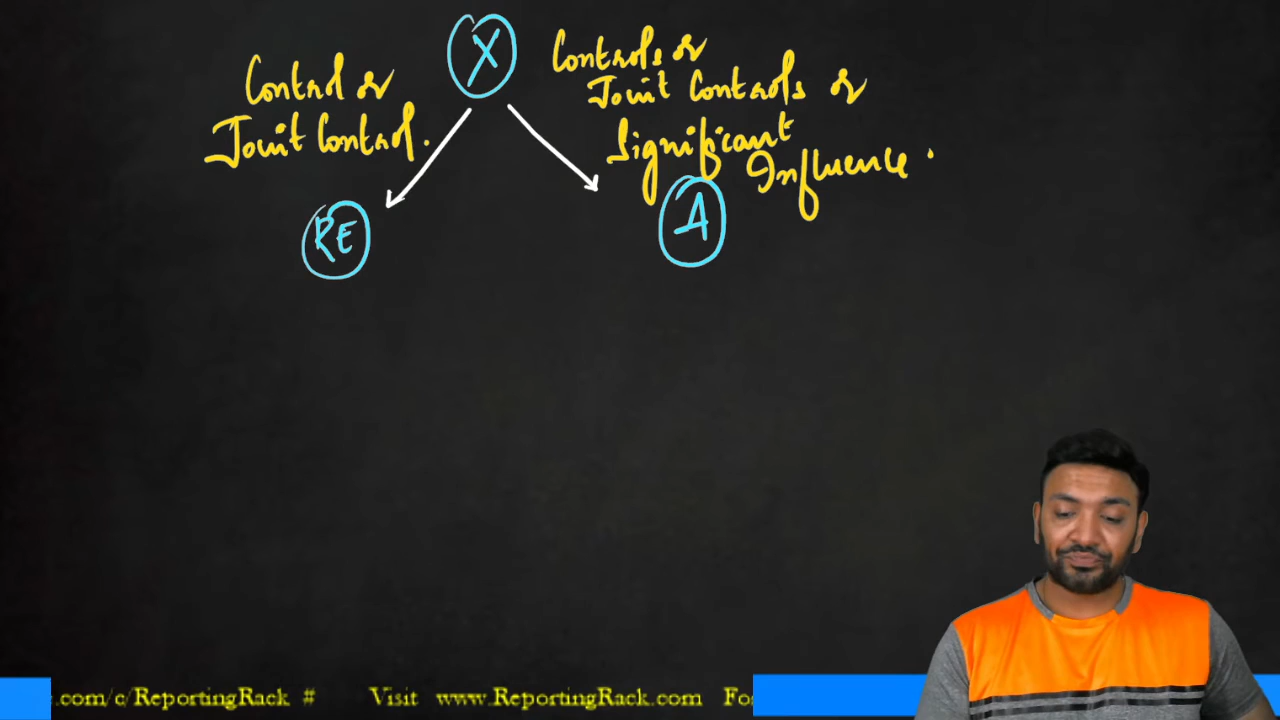 X
Control or
Joint Control.
Controls or
Joint Controls or
Significant
Influence.
RE
A
.com/c/ReportingRack # Visit www.ReportingRack.com Fo